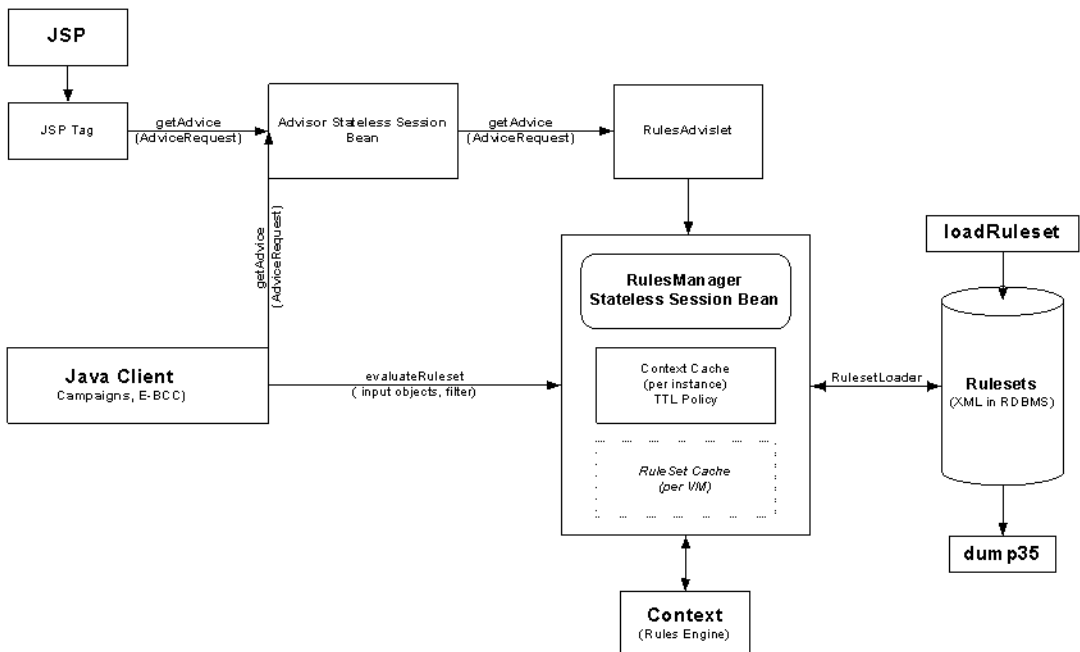 JSP
JSP Tag
getAdvice
(AdviceRequest)
Advisor Stateless Session
Bean
getAdvice
(AdviceRequest)
RulesAdvislet
getAdvice
(AdviceRequest)
loadRuleset
RulesManager
Stateless Session Bean
Java Client
Campaigns, E-BCC)
evaluateRuleset
( input objects, filter)
Context Cache
(per instance)
TTL Policy
RulesetLoader
Rulesets
(XML in RDBMS)
RuleSet Cache
(per VM)
dump35
Context
(Rules Engine)